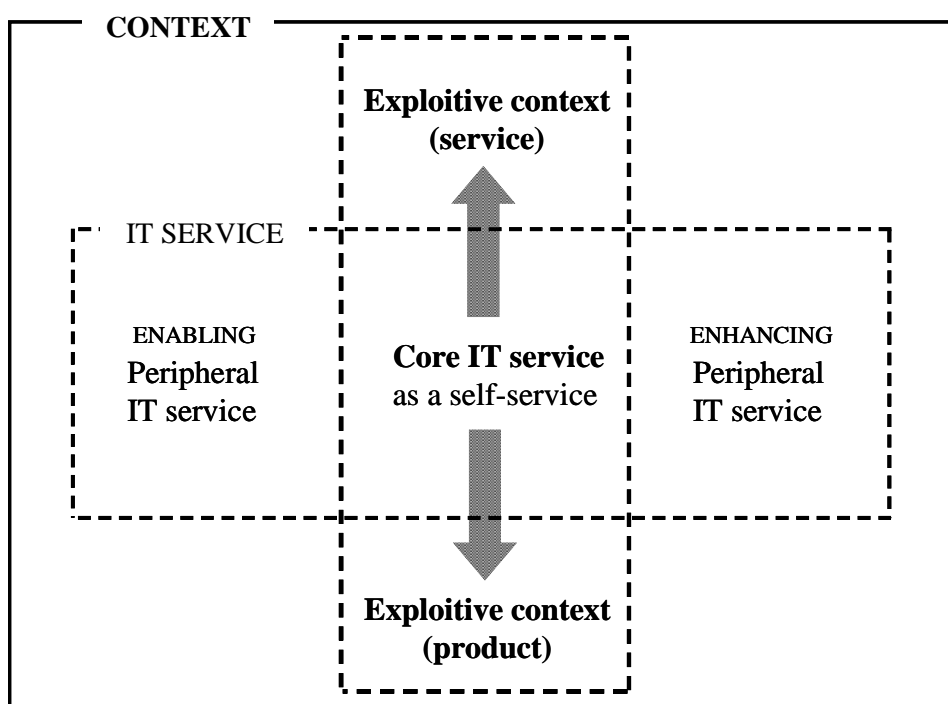 CONTEXT
Exploitive context
(service)
IT SERVICE
ENABLING
Peripheral
IT service
Core IT service
as a self-service
ENHANCING
Peripheral
IT service
Exploitive context
(product)